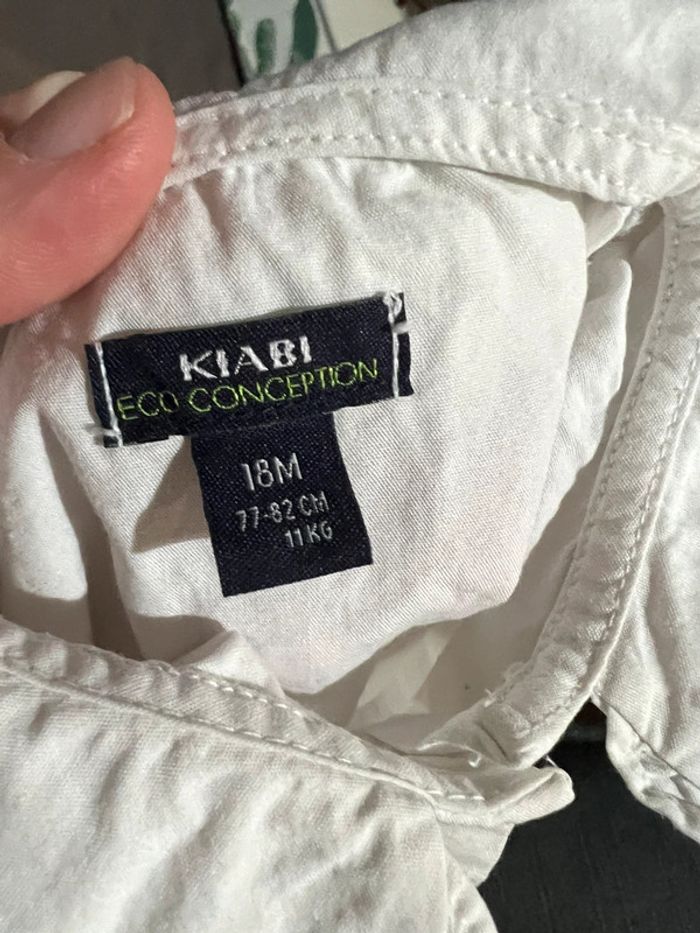 KIABI
ECO CONCEPTION
18M
77-82 CM
11 KG